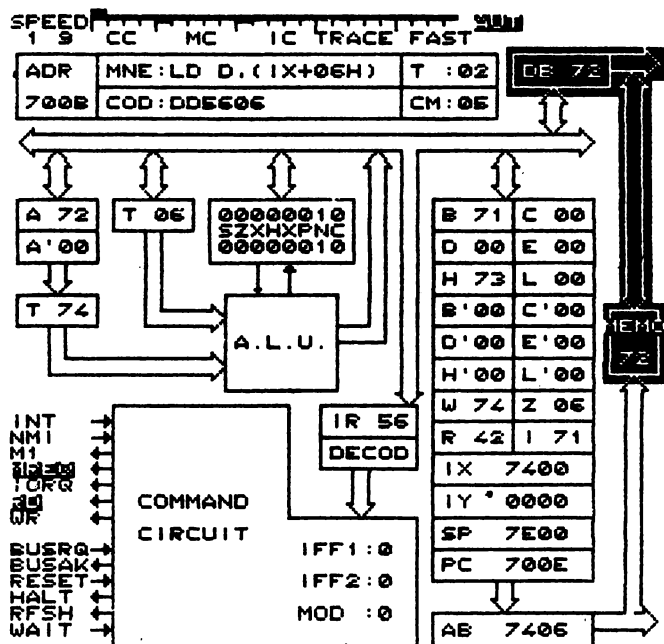 SPEED
1 9 CC MC IC TRACE FAST
ADR MNE:LD D.(IX+06H) T :02
700B COD:DD5606 CM:05
DB 72
A 72
A'00
T 06
00000010
SZXHXPNC
00000010
T 74
A.L.U.
B 71 C 00
D 00 E 00
H 73 L 00
B'00 C'00
D'00 E'00
H'00 L'00
W 74 Z 06
R 42 I 71
IX 7400
IY 0000
SP 7E00
PC 700E
AB 7406
MEMO
72
IR 56
DECOD
INT
NMI
M1
IORQ
WR
BUSRQ
BUSAK
RESET
HALT
RFSH
WAIT
COMMAND
CIRCUIT
IFF1:0
IFF2:0
MOD :0